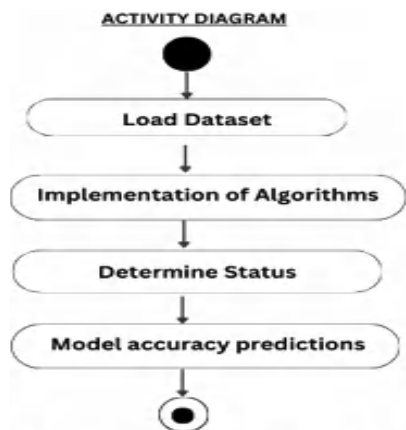 ACTIVITY DIAGRAM
Load Dataset
Implementation of Algorithms
Determine Status
Model accuracy predictions